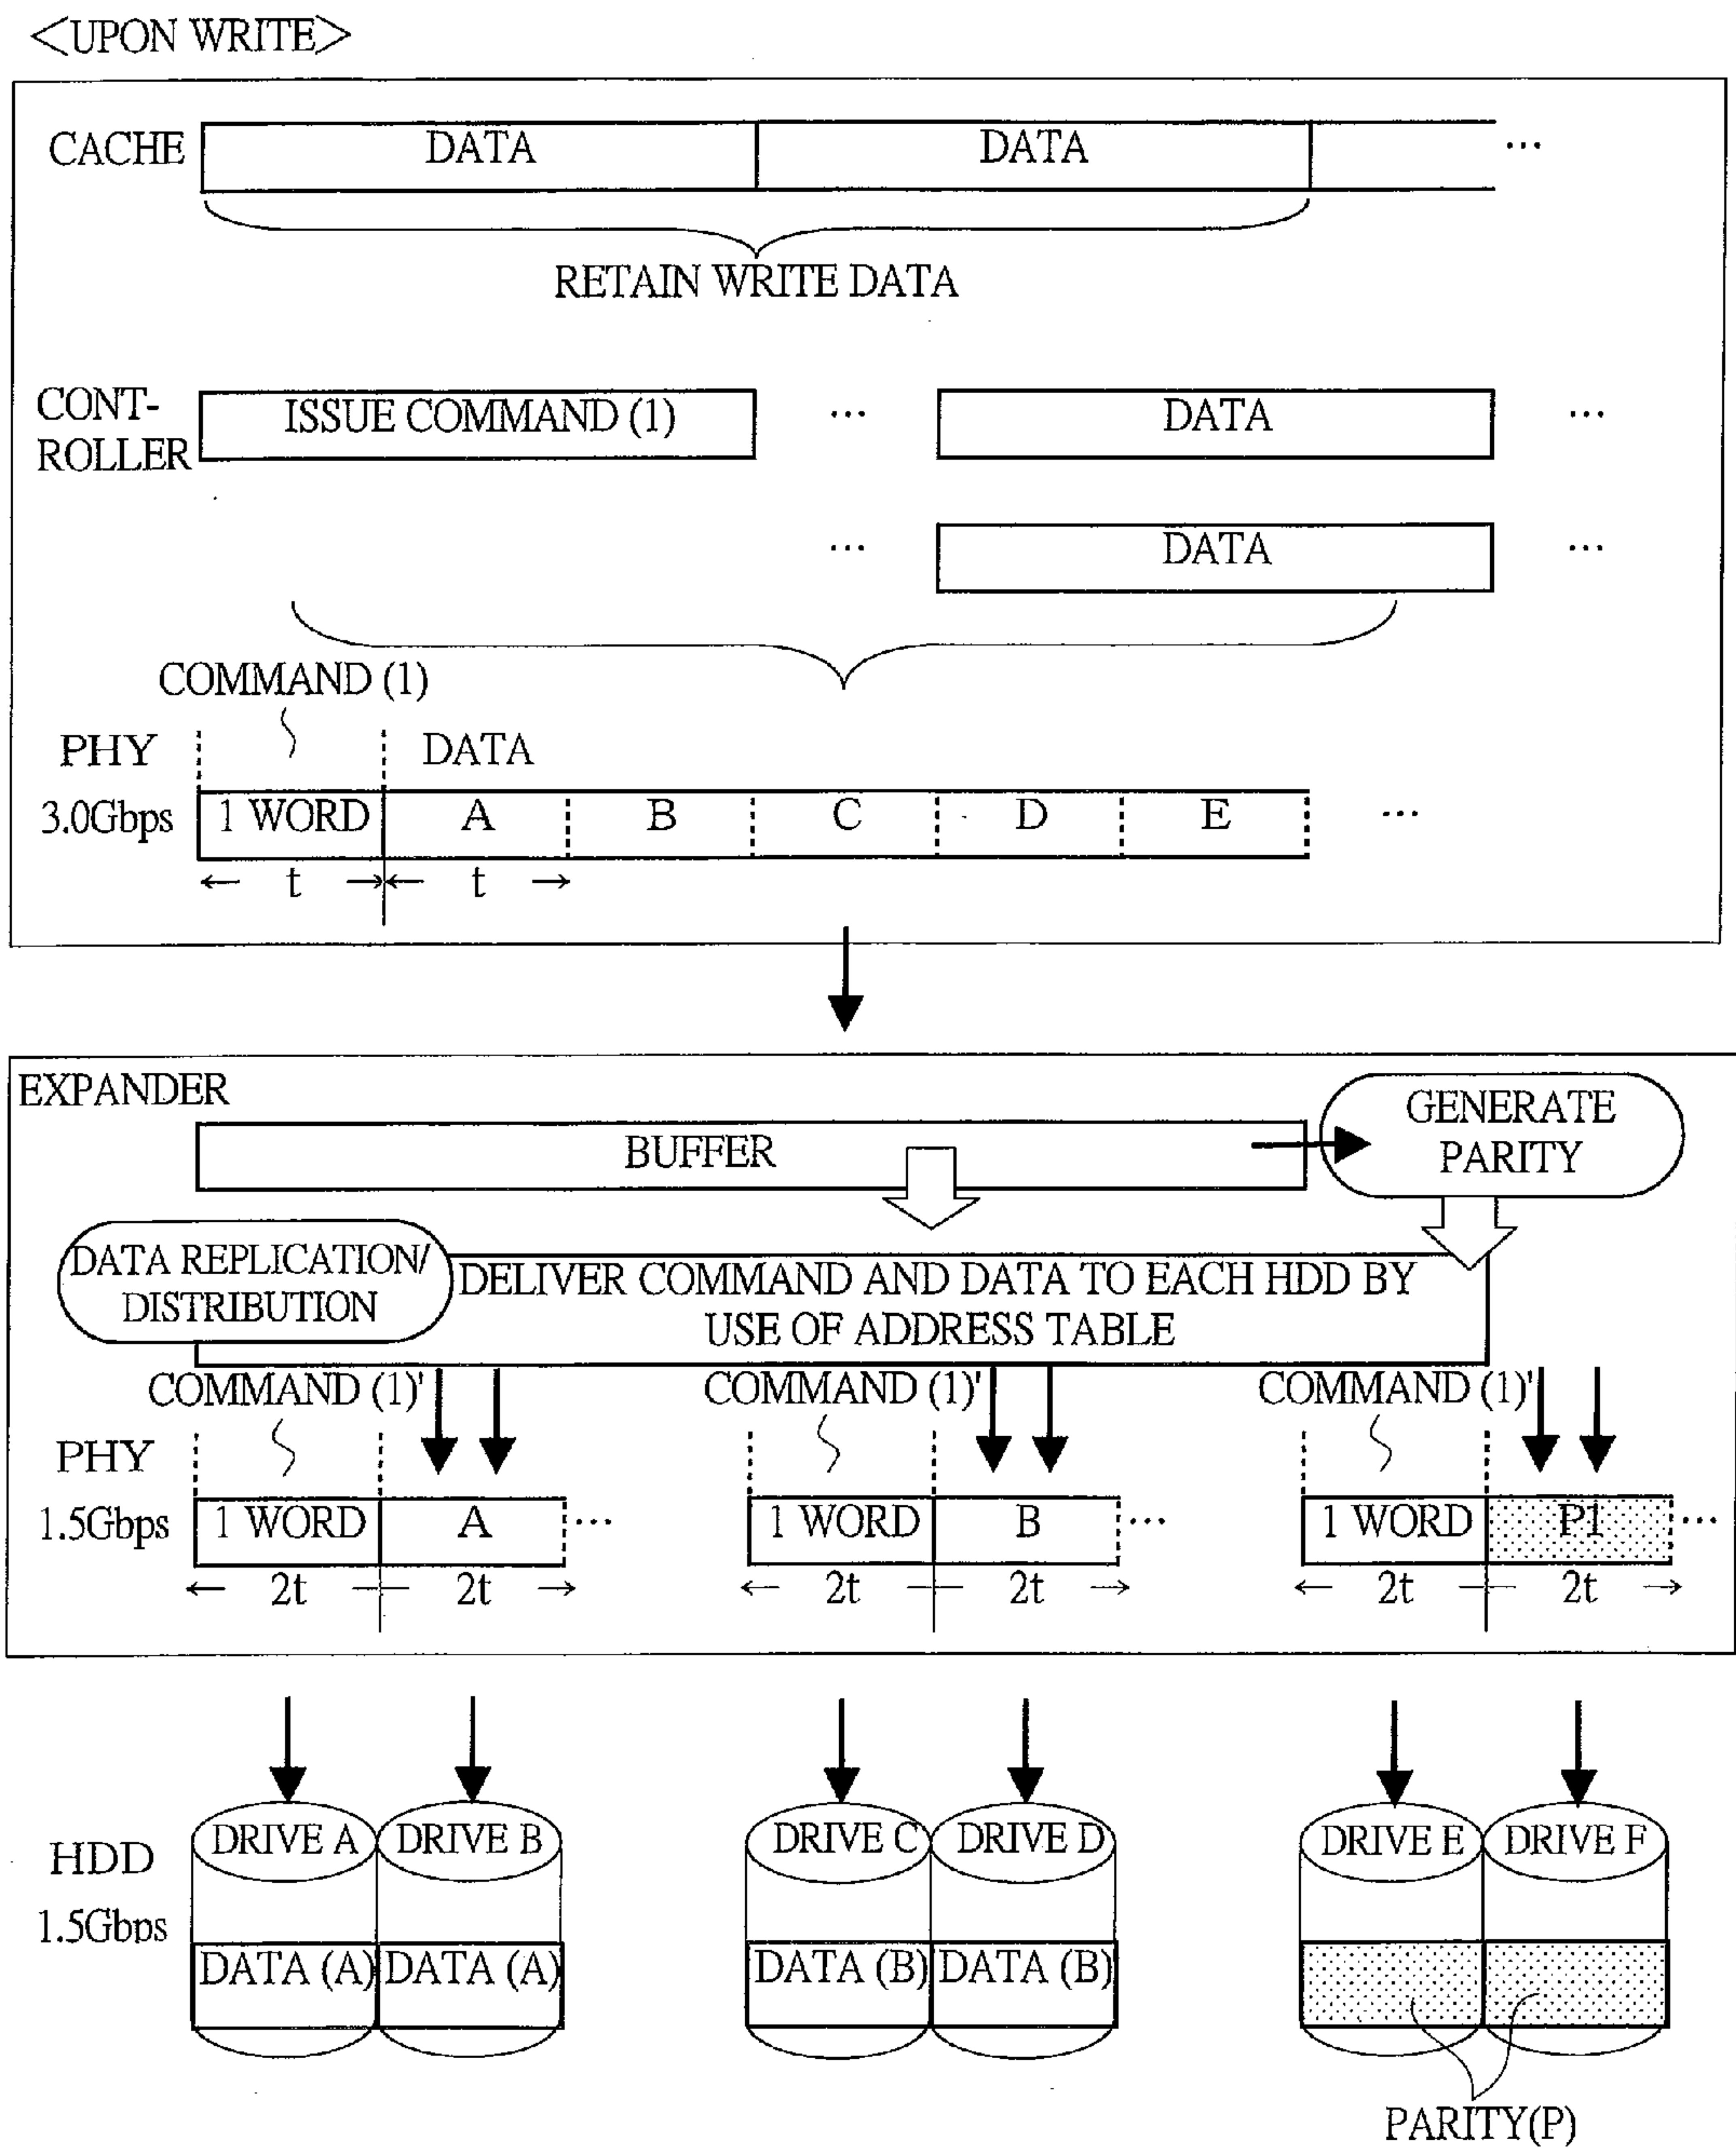 <UPON WRITE>
CACHE DATA DATA ...
RETAIN WRITE DATA
CONT-
ROLLER ISSUE COMMAND (1) ... DATA ...
... DATA ...
COMMAND (1)
PHY DATA
3.0Gbps 1 WORD A B C D E ...
← t → ← t →
EXPANDER
BUFFER
GENERATE
PARITY
DATA REPLICATION/
DISTRIBUTION
DELIVER COMMAND AND DATA TO EACH HDD BY
USE OF ADDRESS TABLE
COMMAND (1)' COMMAND (1)' COMMAND (1)'
PHY
1.5Gbps 1 WORD A ... 1 WORD B ... 1 WORD P1 ...
← 2t — 2t → ← 2t — 2t → ← 2t — 2t →
DRIVE A DRIVE B DRIVE C DRIVE D DRIVE E DRIVE F
HDD
1.5Gbps
DATA (A) DATA (A) DATA (B) DATA (B)
PARITY(P)